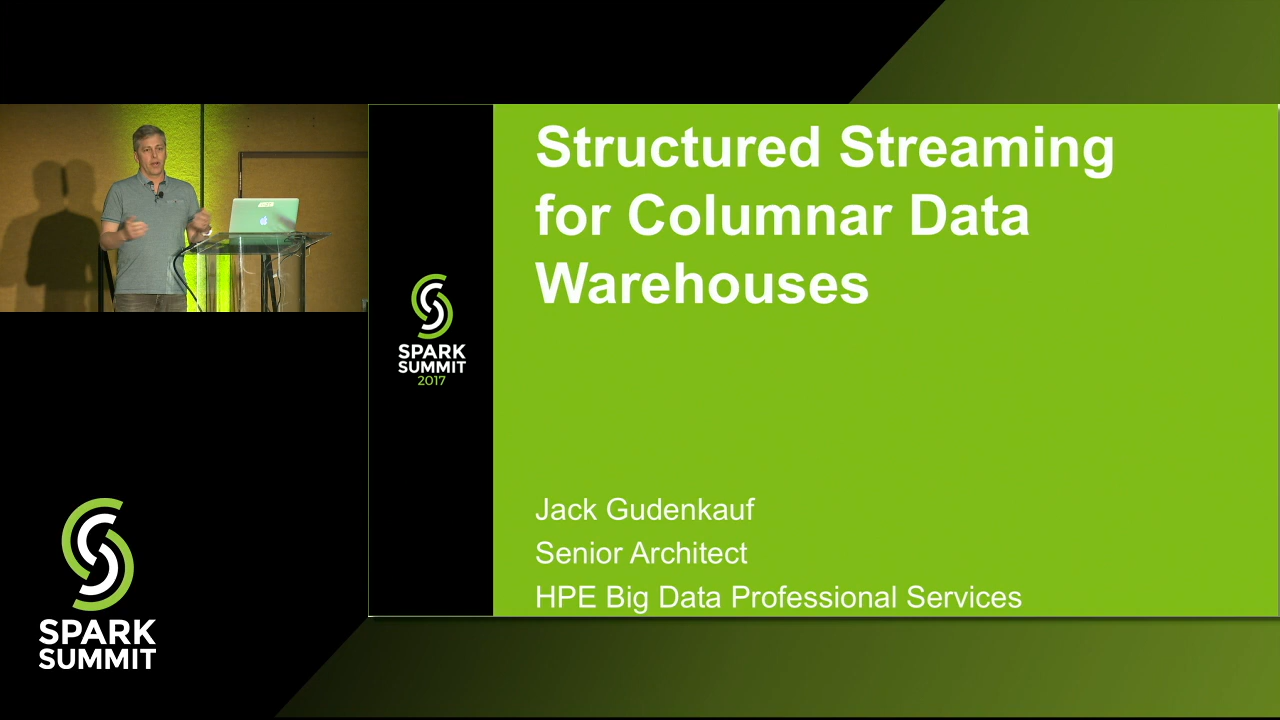 Structured Streaming
for Columnar Data
Warehouses
SPARK
SUMMIT
2017
Jack Gudenkauf
Senior Architect
HPE Big Data Professional Services
SPARK
SUMMIT